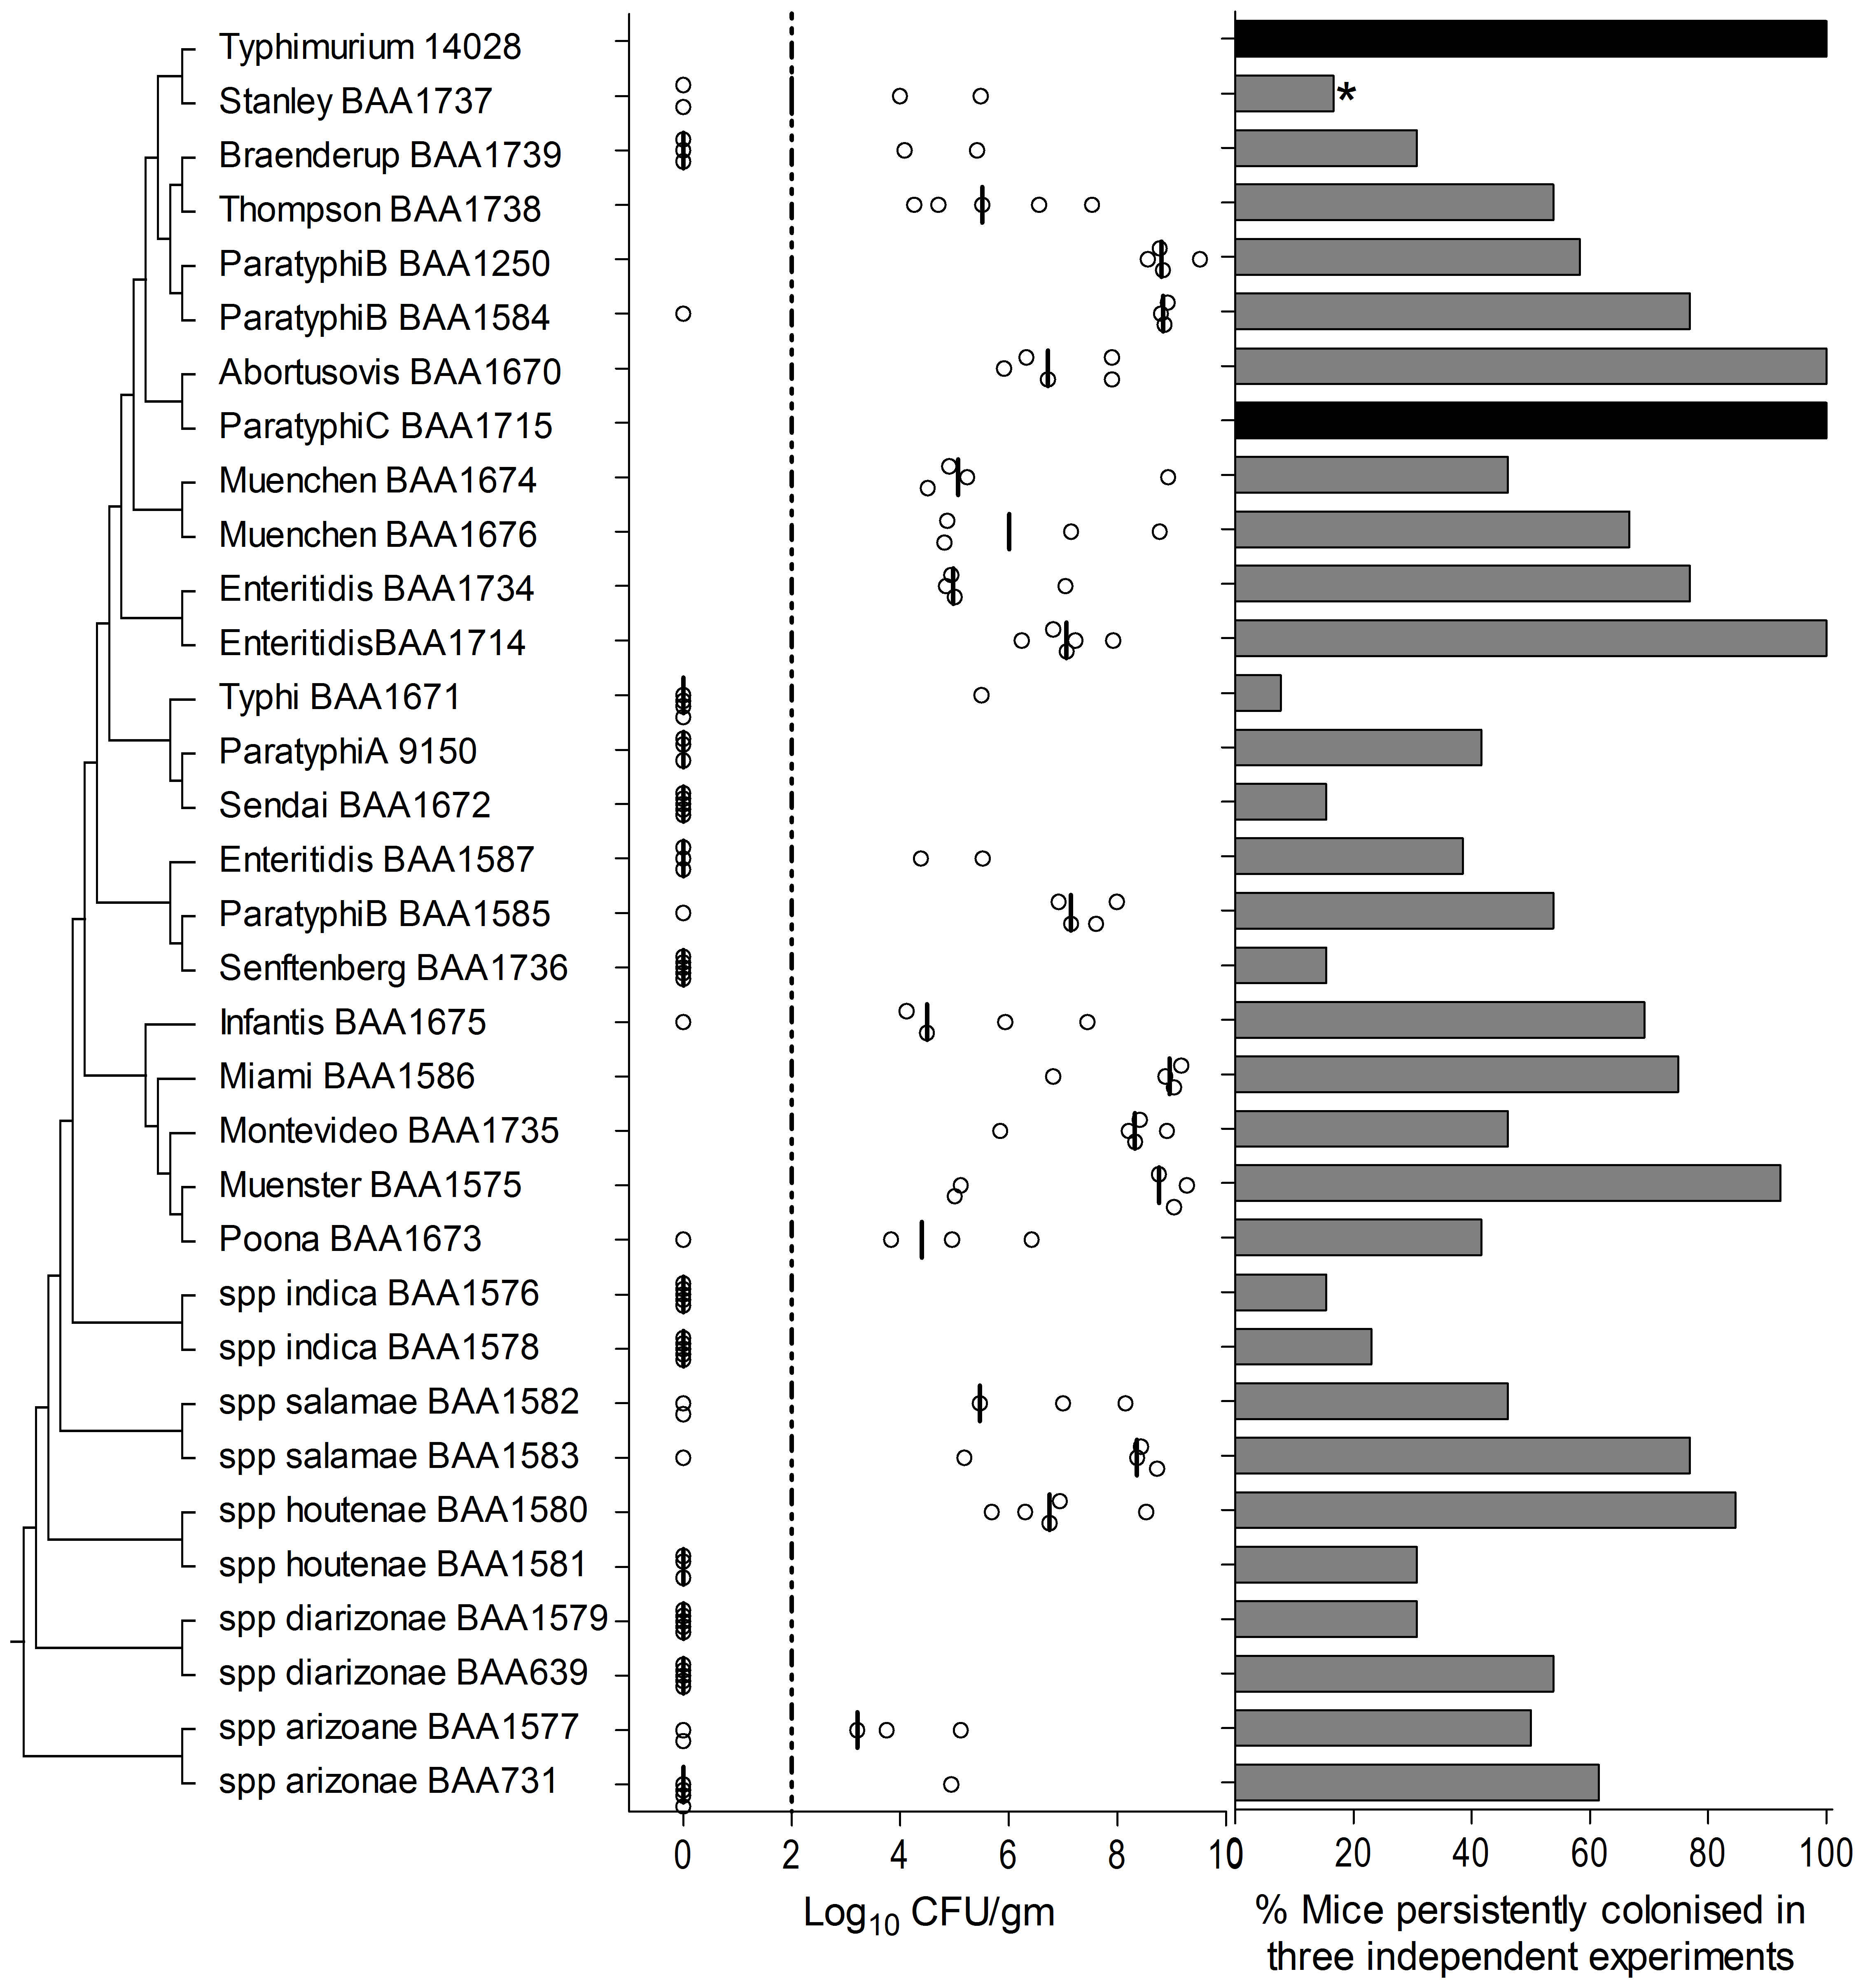 Typhimurium 14028
Stanley BAA1737
*
Braenderup BAA1739
Thompson BAA1738
ParatyphiB BAA1250
ParatyphiB BAA1584
Abortusovis BAA1670
ParatyphiC BAA1715
Muenchen BAA1674
Muenchen BAA1676
Enteritidis BAA1734
EnteritidisBAA1714
Typhi BAA1671
ParatyphiA 9150
Sendai BAA1672
Enteritidis BAA1587
ParatyphiB BAA1585
Senftenberg BAA1736
Infantis BAA1675
Miami BAA1586
Montevideo BAA1735
Muenster BAA1575
Poona BAA1673
spp indica BAA1576
spp indica BAA1578
spp salamae BAA1582
spp salamae BAA1583
spp houtenae BAA1580
spp houtenae BAA1581
spp diarizonae BAA1579
spp diarizonae BAA639
spp arizoane BAA1577
spp arizonae BAA731
0 2 4 6 8 10
0 20 40 60 80 100
Log10 CFU/gm
% Mice persistently colonised in
three independent experiments